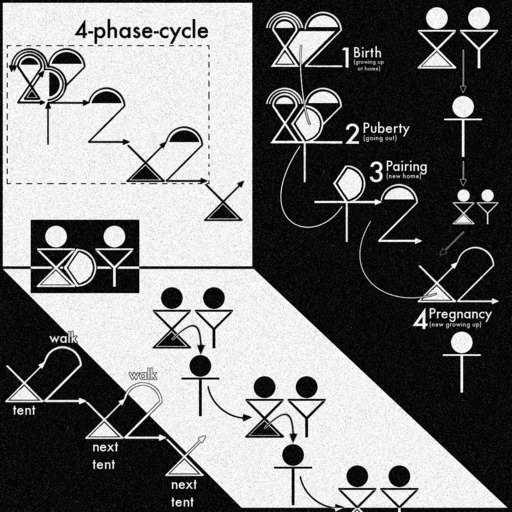 4-phase-cycle
1 Birth
(growing up
at home)
2 Puberty
(going out)
3 Pairing
(new home)
4 Pregnancy
(new growing up)
walk
tent
walk
next
tent
next
tent